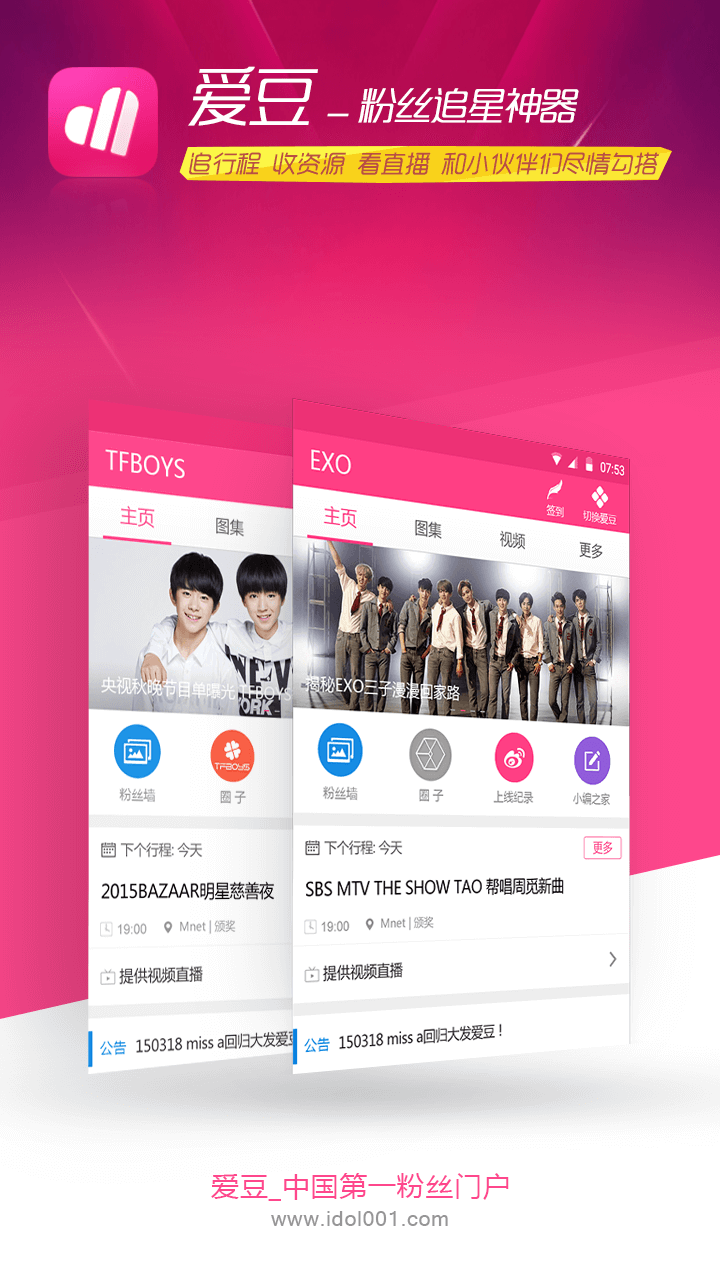 爱豆 – 粉丝追星神器
追行程 收资源 看直播 和小伙伴们尽情勾搭
TFBOYS
主页 图集
央视秋晚节目单曝光 TFBOYS
粉丝墙 TFBOYS 圈子
下个行程: 今天
2015BAZAAR明星慈善夜
19:00 Mnet | 颁奖
提供视频直播
公告 150318 miss a回归大发爱豆
07:53
EXO 签到 切换爱豆
主页 图集 视频 更多
揭秘EXO三子漫漫回家路
粉丝墙 圈子 上线纪录 小编之家
下个行程: 今天 更多
SBS MTV THE SHOW TAO 帮唱周觅新曲
19:00 Mnet | 颁奖
提供视频直播
公告 150318 miss a回归大发爱豆 !
爱豆_中国第一粉丝门户
www.idol001.com